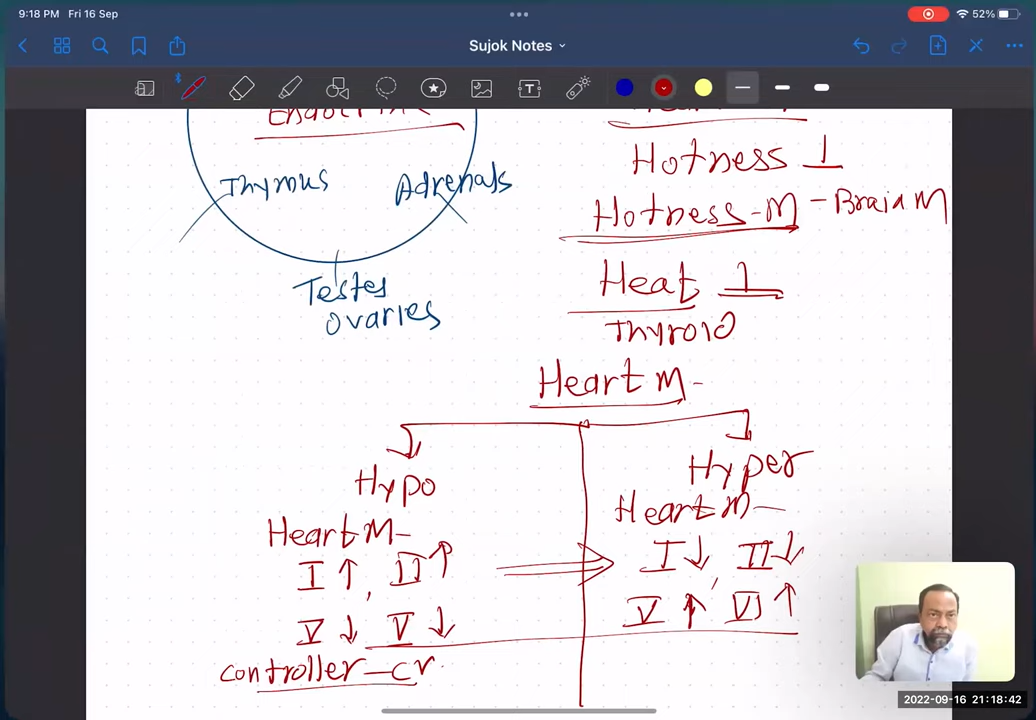 9:18 PM Fri 16 Sep
52%
Sujok Notes
T
Endocrine
Thymus
Adrenals
Testes
ovaries
Hotness ⊥
Hotness-M - Brain M
Heat ⊥
Thyroid
Heart M-
Hypo
Heart M-
I ↑, II ↑
V ↓ V ↓
controller - cr
Hyper
Heart M-
I ↓, II ↓
V ↑ VI ↑
2022-09-16 21:18:42